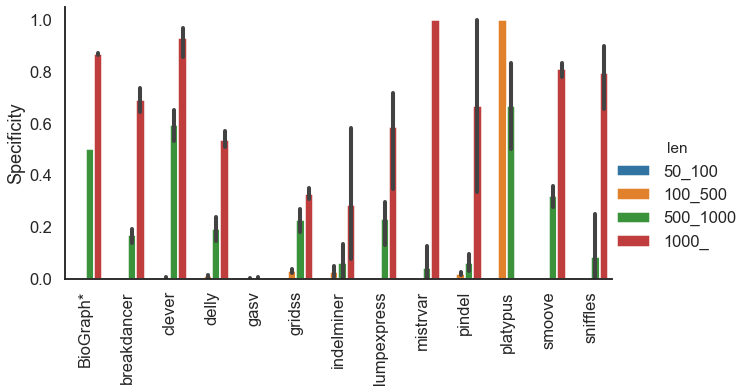 Specificity
1.0
0.8
0.6
0.4
0.2
0.0
BioGraph*
breakdancer
clever
delly
gasv
gridss
indelminer
lumpexpress
mistrvar
pindel
platypus
smoove
sniffles
len
50_100
100_500
500_1000
1000_